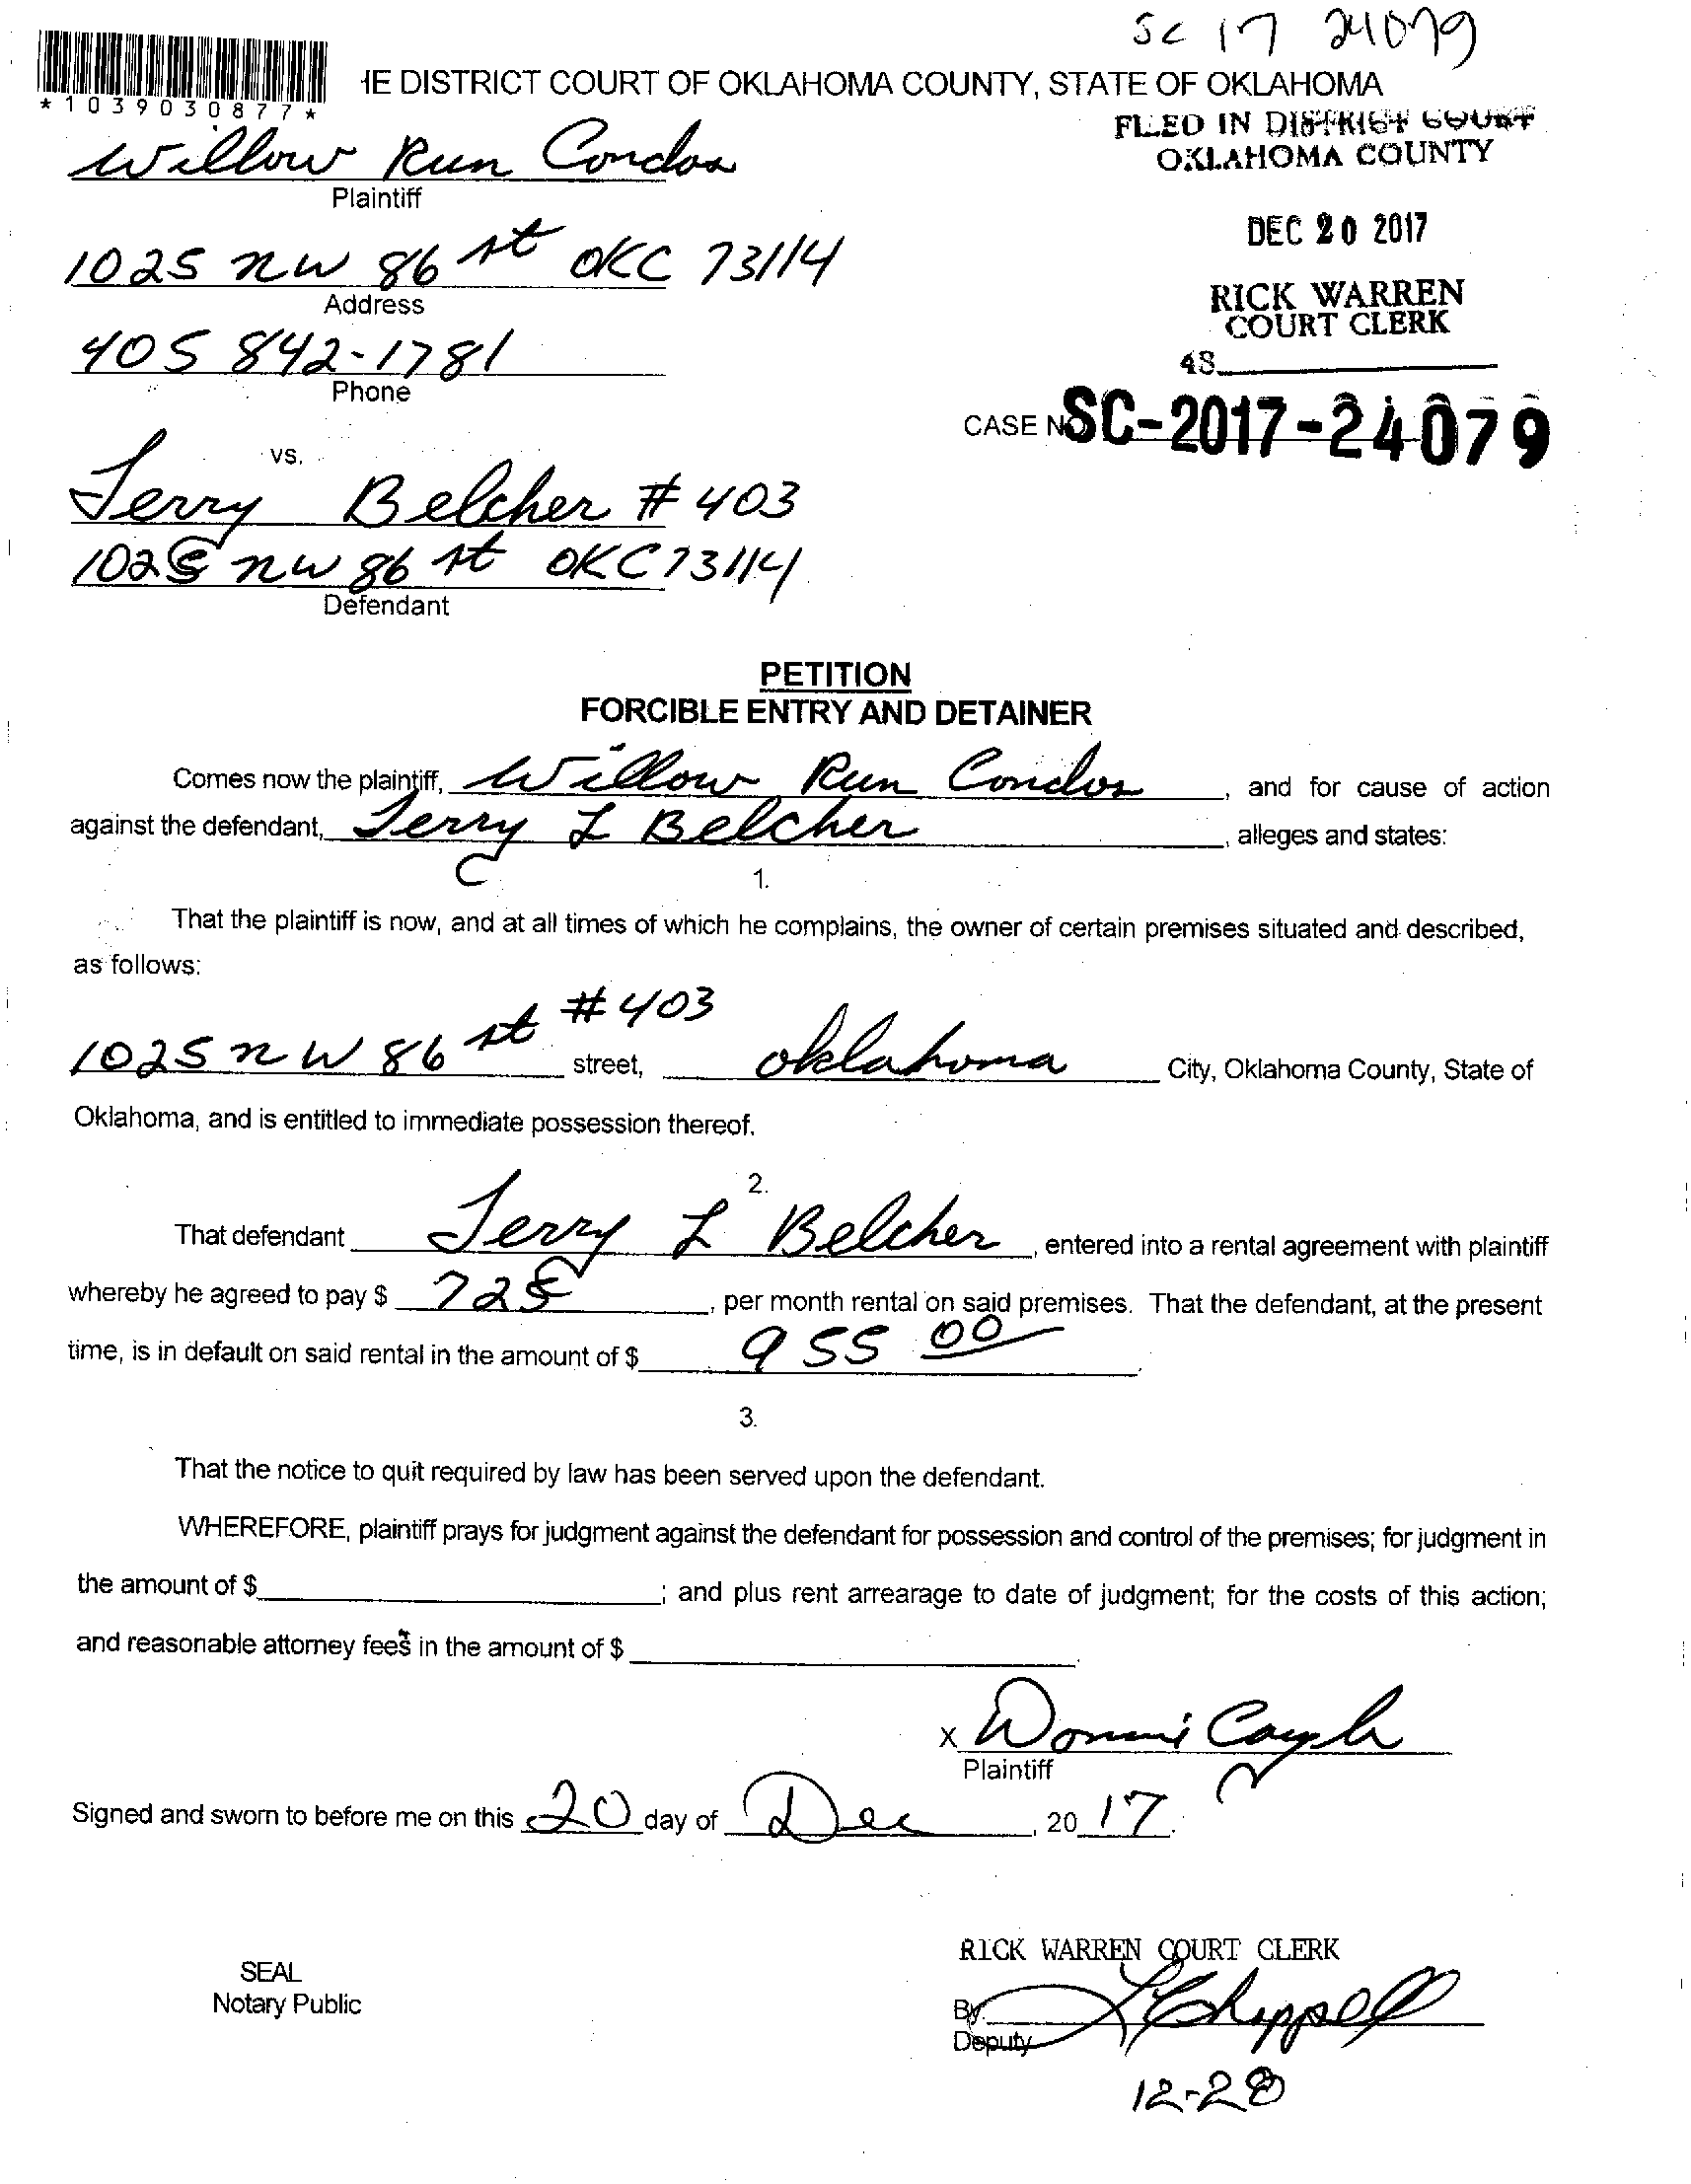 SC 17 24079
*1039030877*
IE DISTRICT COURT OF OKLAHOMA COUNTY, STATE OF OKLAHOMA
FILED IN DISTRICT COURT
OKLAHOMA COUNTY
Willow Run Condos
Plaintiff
DEC 20 2017
1025 NW 86 st OKC 73114
Address
RICK WARREN
COURT CLERK
405 842-1781
Phone
48
CASE NO SC-2017-24079
vs.
Jerry Belcher # 403
1025 NW 86 st OKC 73114
Defendant
PETITION
FORCIBLE ENTRY AND DETAINER
Comes now the plaintiff, Willow Run Condos, and for cause of action
against the defendant, Jerry L Belcher, alleges and states:
1.
That the plaintiff is now, and at all times of which he complains, the owner of certain premises situated and described,
as follows:
1025 NW 86 st #403 street, Oklahoma City, Oklahoma County, State of
Oklahoma, and is entitled to immediate possession thereof.
2.
That defendant Jerry L Belcher, entered into a rental agreement with plaintiff
whereby he agreed to pay $ 725, per month rental on said premises. That the defendant, at the present
time, is in default on said rental in the amount of $ 955 00.
3.
That the notice to quit required by law has been served upon the defendant.
WHEREFORE, plaintiff prays for judgment against the defendant for possession and control of the premises; for judgment in
the amount of $ ; and plus rent arrearage to date of judgment; for the costs of this action;
and reasonable attorney fees in the amount of $ .
X
Plaintiff
Signed and sworn to before me on this 20 day of Dec, 20 17.
RICK WARREN COURT CLERK
SEAL
Notary Public
By: Chappell
Deputy
12-28